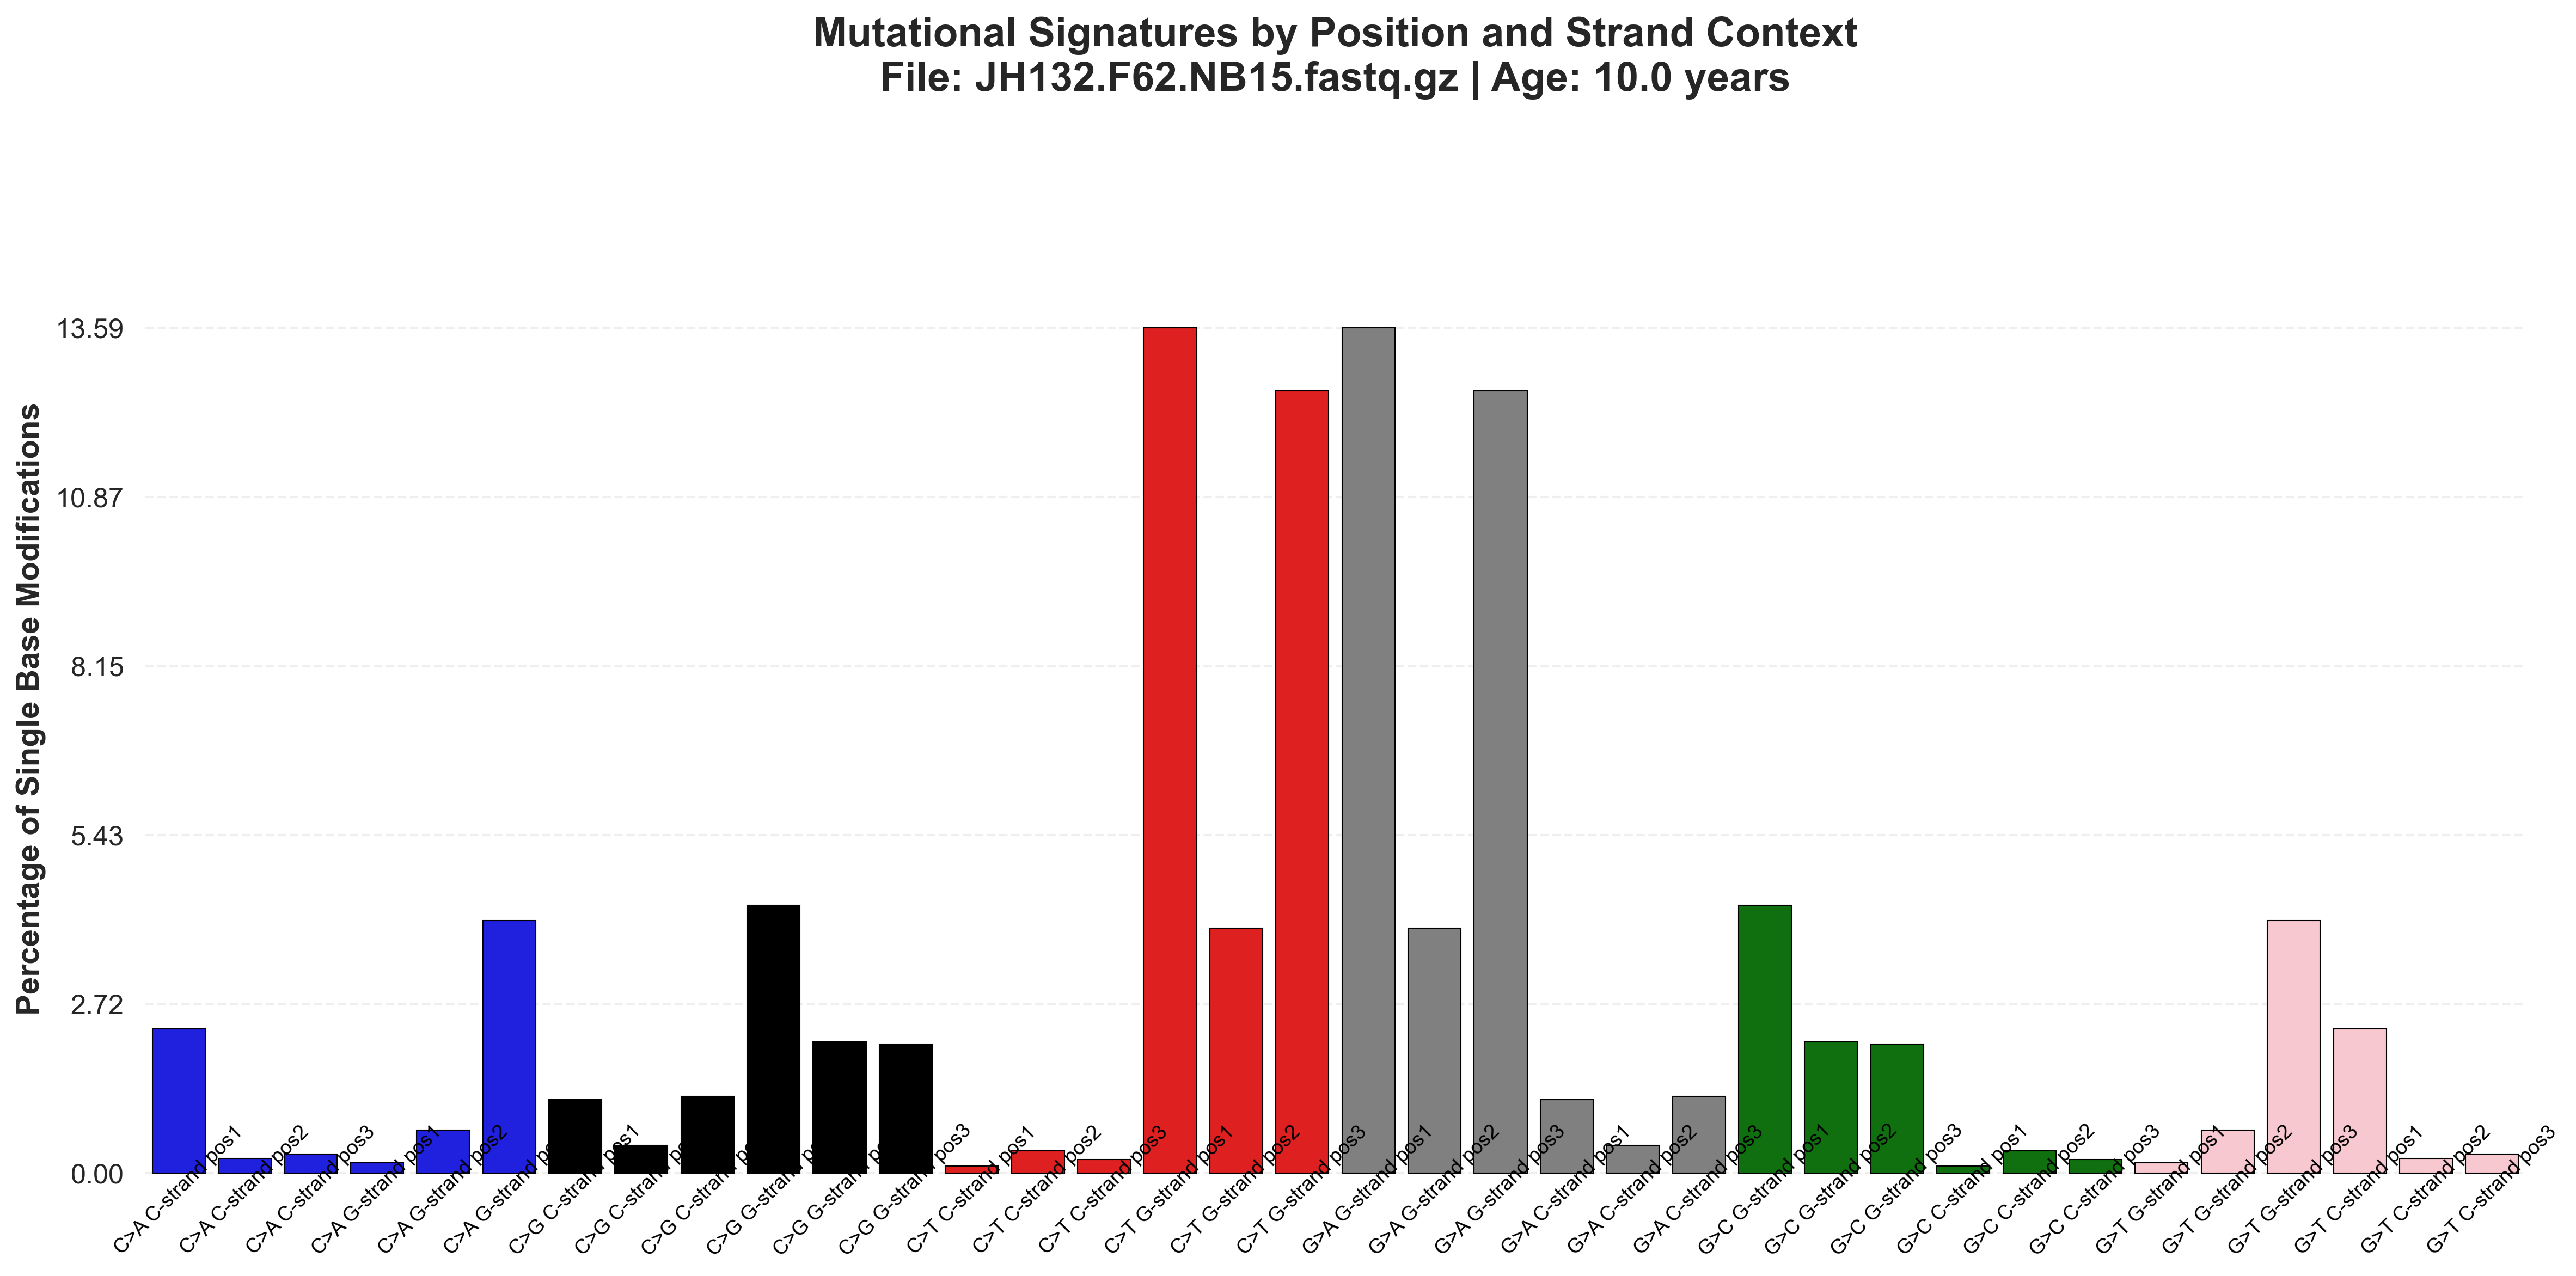 Mutational Signatures by Position and Strand Context
File: JH132.F62.NB15.fastq.gz | Age: 10.0 years
Percentage of Single Base Modifications
13.59
10.87
8.15
5.43
2.72
0.00
C>A C-strand pos1
C>A C-strand pos2
C>A C-strand pos3
C>A G-strand pos1
C>A G-strand pos2
C>A G-strand po
C>G C-strand pos1
C>G C-strand po
C>G C-strand p
C>G G-strand p
C>G G-strand po
C>G G-strand pos3
C>T C-strand pos1
C>T C-strand pos2
C>T C-strand pos3
C>T G-strand pos1
C>T G-strand pos2
C>T G-strand pos3
G>A G-strand pos1
G>A G-strand pos2
G>A G-strand pos3
G>A C-strand pos1
G>A C-strand pos2
G>A C-strand pos3
G>C G-strand pos1
G>C G-strand pos2
G>C G-strand pos3
G>C C-strand pos1
G>C C-strand pos2
G>C C-strand pos3
G>T G-strand pos1
G>T G-strand pos2
G>T G-strand pos3
G>T C-strand pos1
G>T C-strand pos2
G>T C-strand pos3